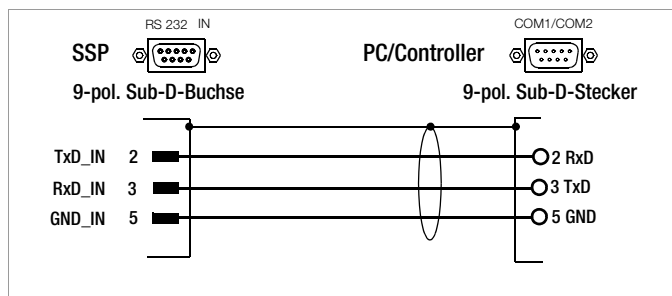 RS 232 IN COM1/COM2
SSP PC/Controller
9-pol. Sub-D-Buchse 9-pol. Sub-D-Stecker
TxD_IN 2 2 RxD
RxD_IN 3 3 TxD
GND_IN 5 5 GND